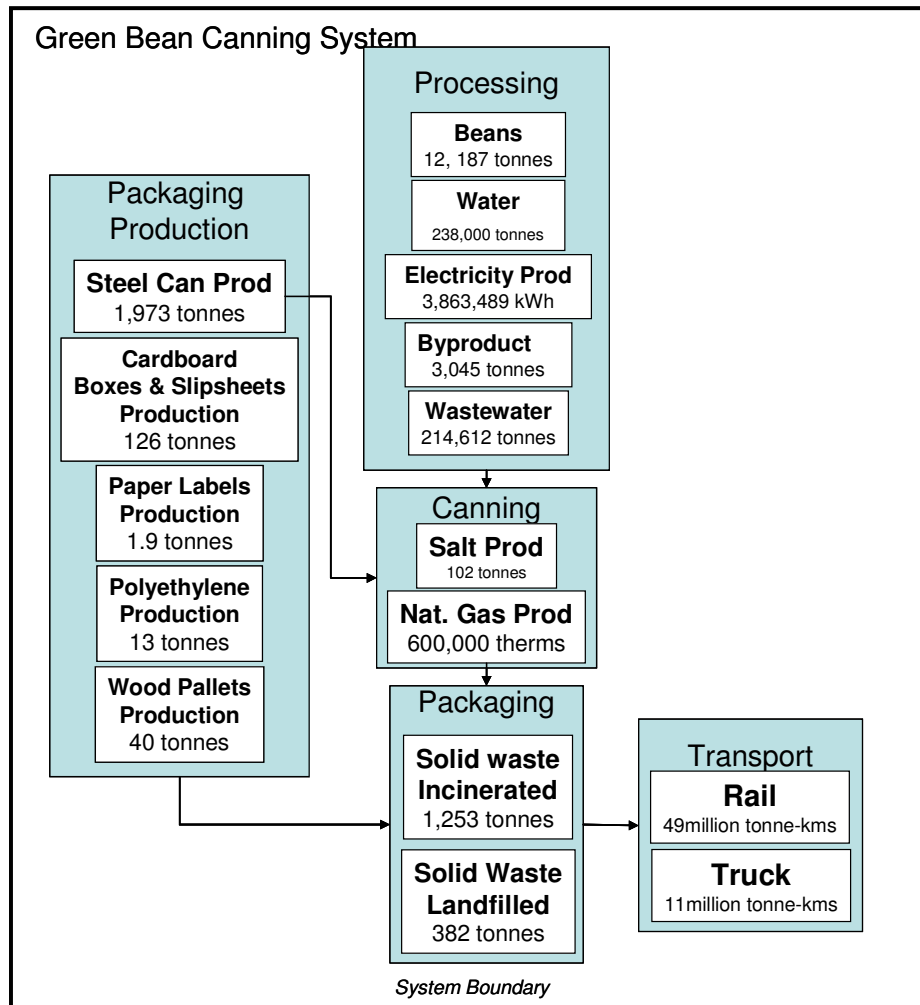 Green Bean Canning System
Processing
Beans
12, 187 tonnes
Water
238,000 tonnes
Electricity Prod
3,863,489 kWh
Byproduct
3,045 tonnes
Wastewater
214,612 tonnes
Packaging
Production
Steel Can Prod
1,973 tonnes
Cardboard
Boxes & Slipsheets
Production
126 tonnes
Paper Labels
Production
1.9 tonnes
Polyethylene
Production
13 tonnes
Wood Pallets
Production
40 tonnes
Canning
Salt Prod
102 tonnes
Nat. Gas Prod
600,000 therms
Packaging
Solid waste
Incinerated
1,253 tonnes
Solid Waste
Landfilled
382 tonnes
Transport
Rail
49million tonne-kms
Truck
11million tonne-kms
System Boundary